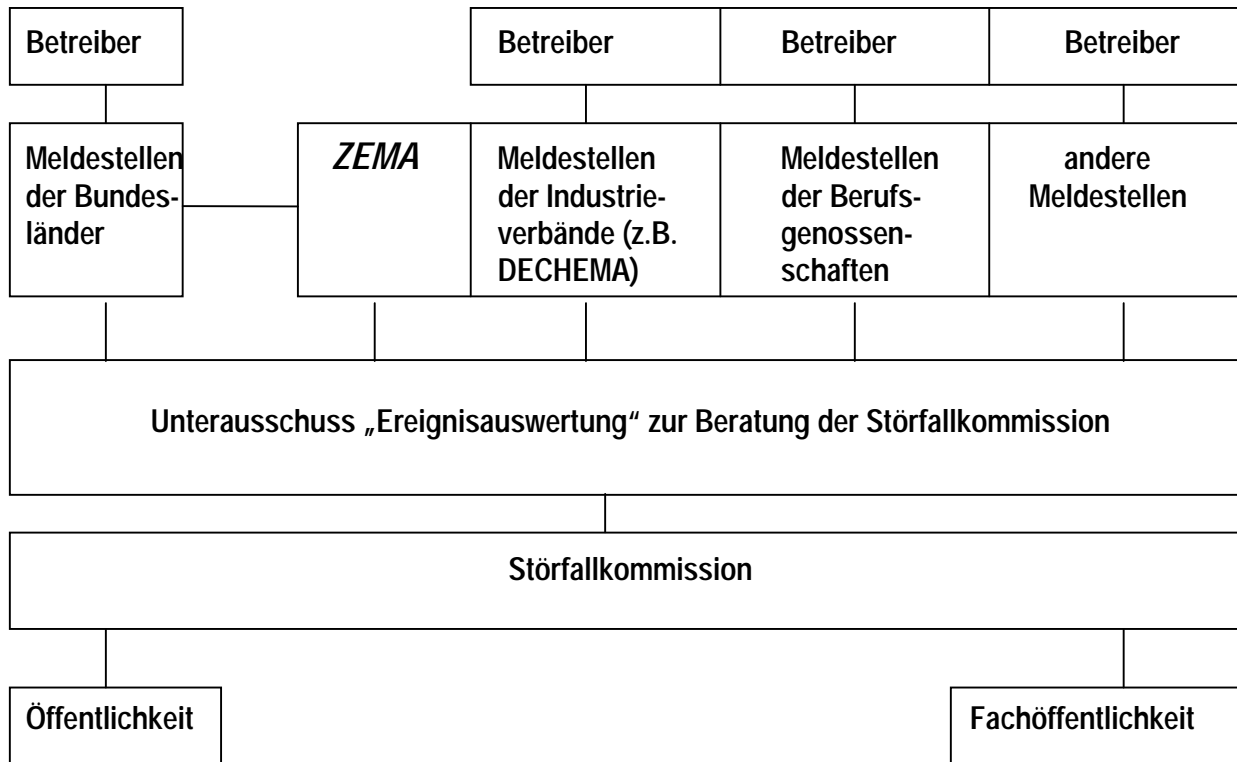 Betreiber
Betreiber
Betreiber
Betreiber
Meldestellen
der Bundes-
länder
ZEMA
Meldestellen
der Industrie-
verbände (z.B.
DECHEMA)
Meldestellen
der Berufs-
genossen-
schaften
andere
Meldestellen
Unterausschuss „Ereignisauswertung“ zur Beratung der Störfallkommission
Störfallkommission
Öffentlichkeit
Fachöffentlichkeit